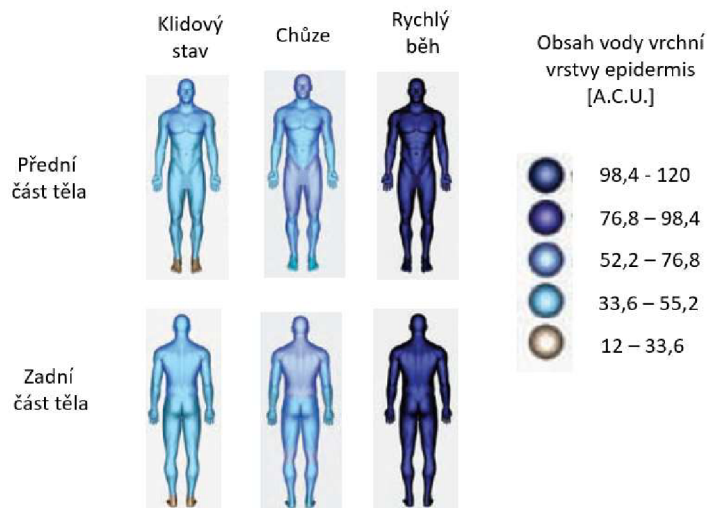 Klidový
stav
Chůze
Rychlý
běh
Přední
část těla
Zadní
část těla
Obsah vody vrchní
vrstvy epidermis
[A.C.U.]
98,4 - 120
76,8 – 98,4
52,2 – 76,8
33,6 – 55,2
12 – 33,6